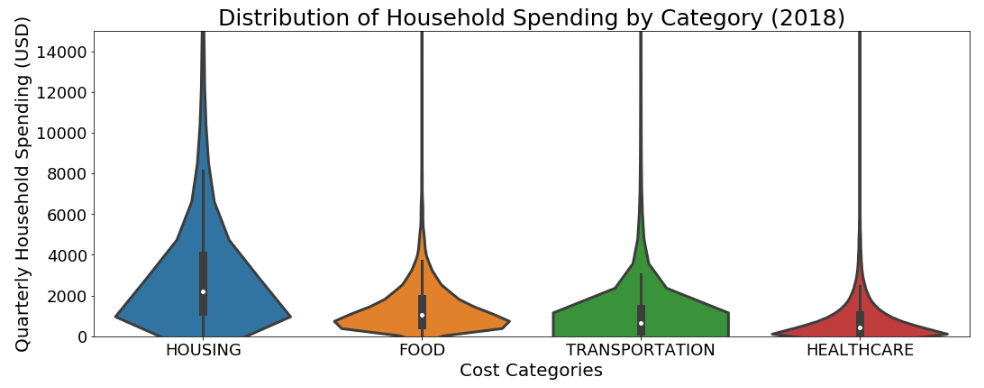 Distribution of Household Spending by Category (2018)
Quarterly Household Spending (USD)
14000
12000
10000
8000
6000
4000
2000
0
HOUSING FOOD TRANSPORTATION HEALTHCARE
Cost Categories